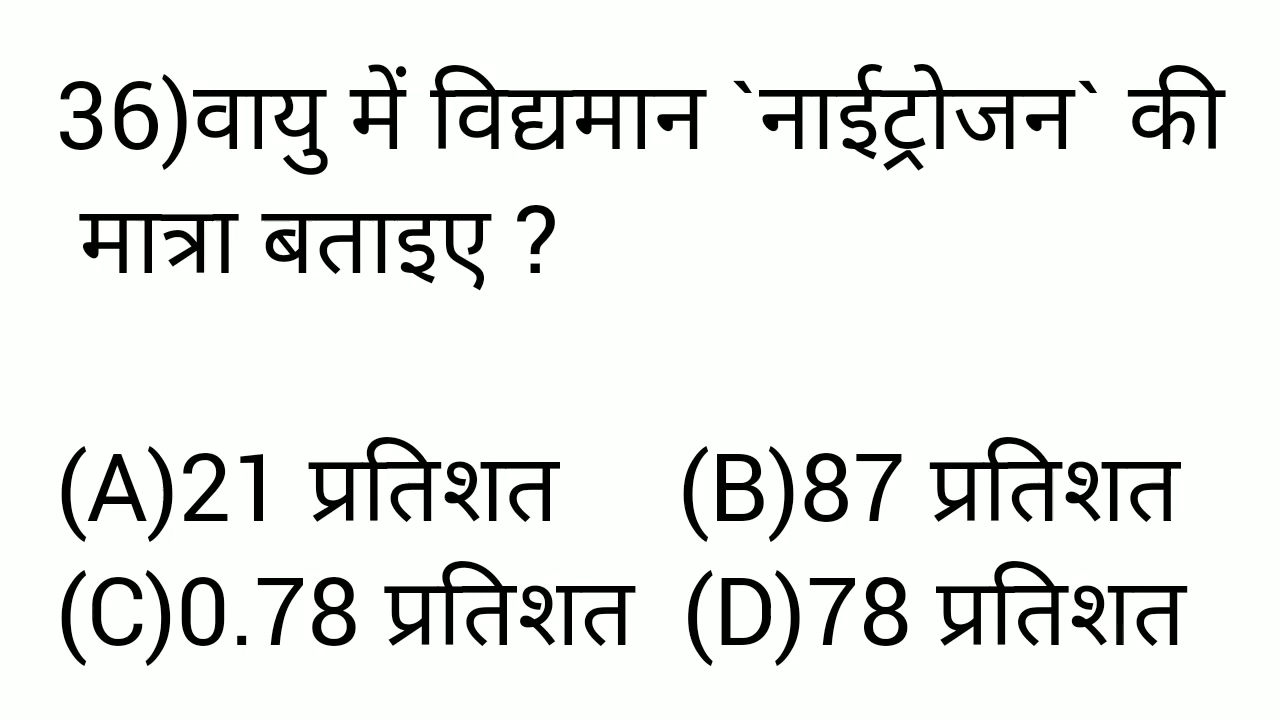 36)वायु में विद्यमान `नाईट्रोजन` की
मात्रा बताइए ?
(A)21 प्रतिशत (B)87 प्रतिशत
(C)0.78 प्रतिशत (D)78 प्रतिशत